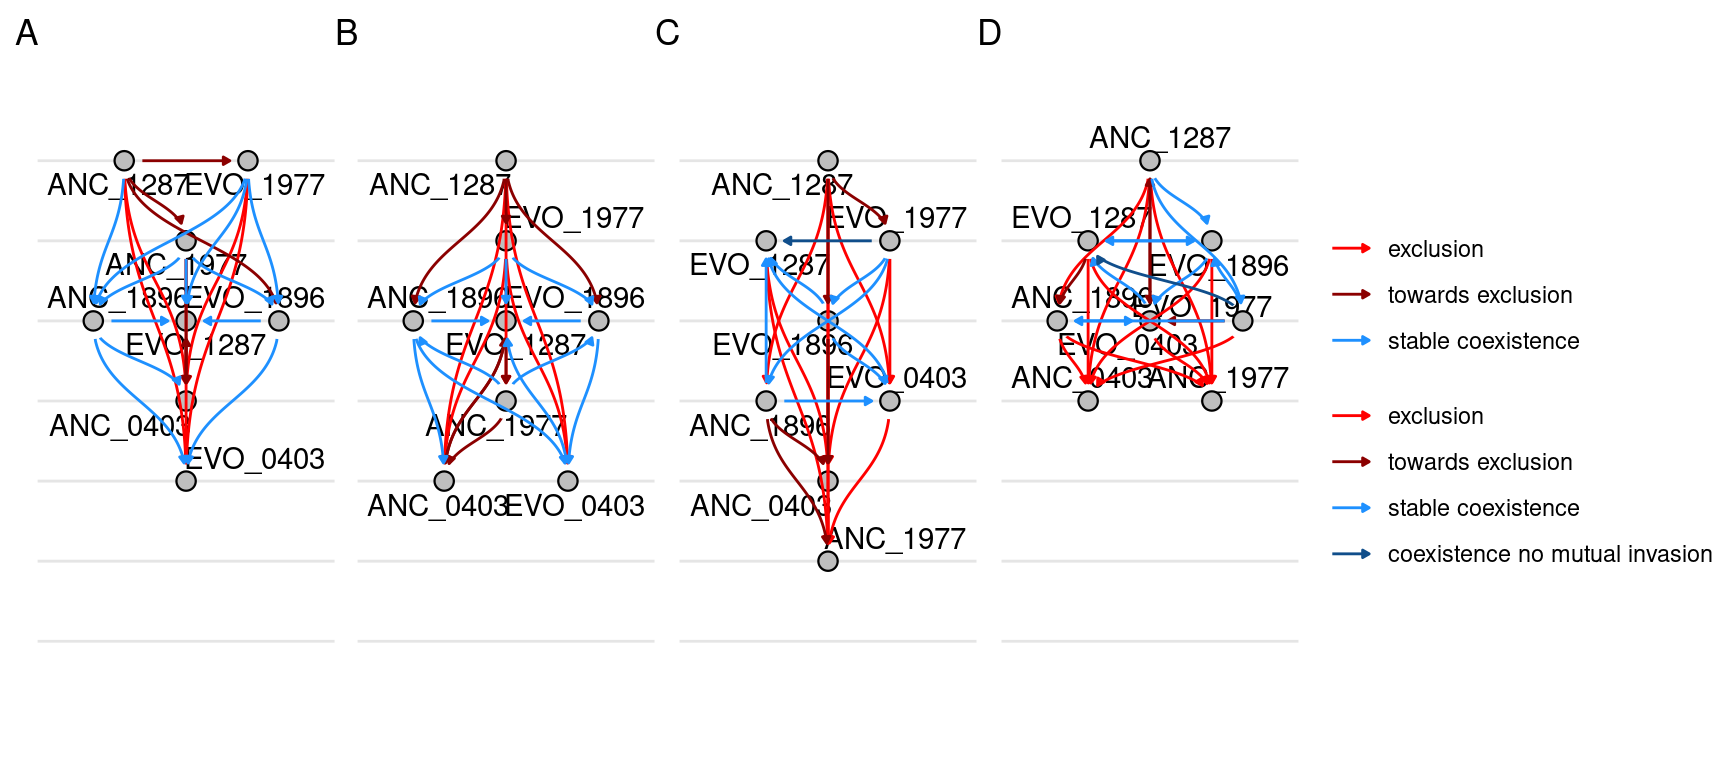 A
B
C
D
ANC_1287
EVO_1977
ANC_1977
ANC_1896
EVO_1896
EVO_1287
ANC_0403
EVO_0403
ANC_1287
EVO_1977
ANC_1896
EVO_1896
EVO_1287
ANC_1977
ANC_0403
EVO_0403
ANC_1287
EVO_1977
EVO_1287
EVO_1896
EVO_0403
ANC_1896
ANC_0403
ANC_1977
ANC_1287
EVO_1287
EVO_1896
ANC_1896
EVO_1977
EVO_0403
ANC_0403
ANC_1977
exclusion
towards exclusion
stable coexistence
exclusion
towards exclusion
stable coexistence
coexistence no mutual invasion